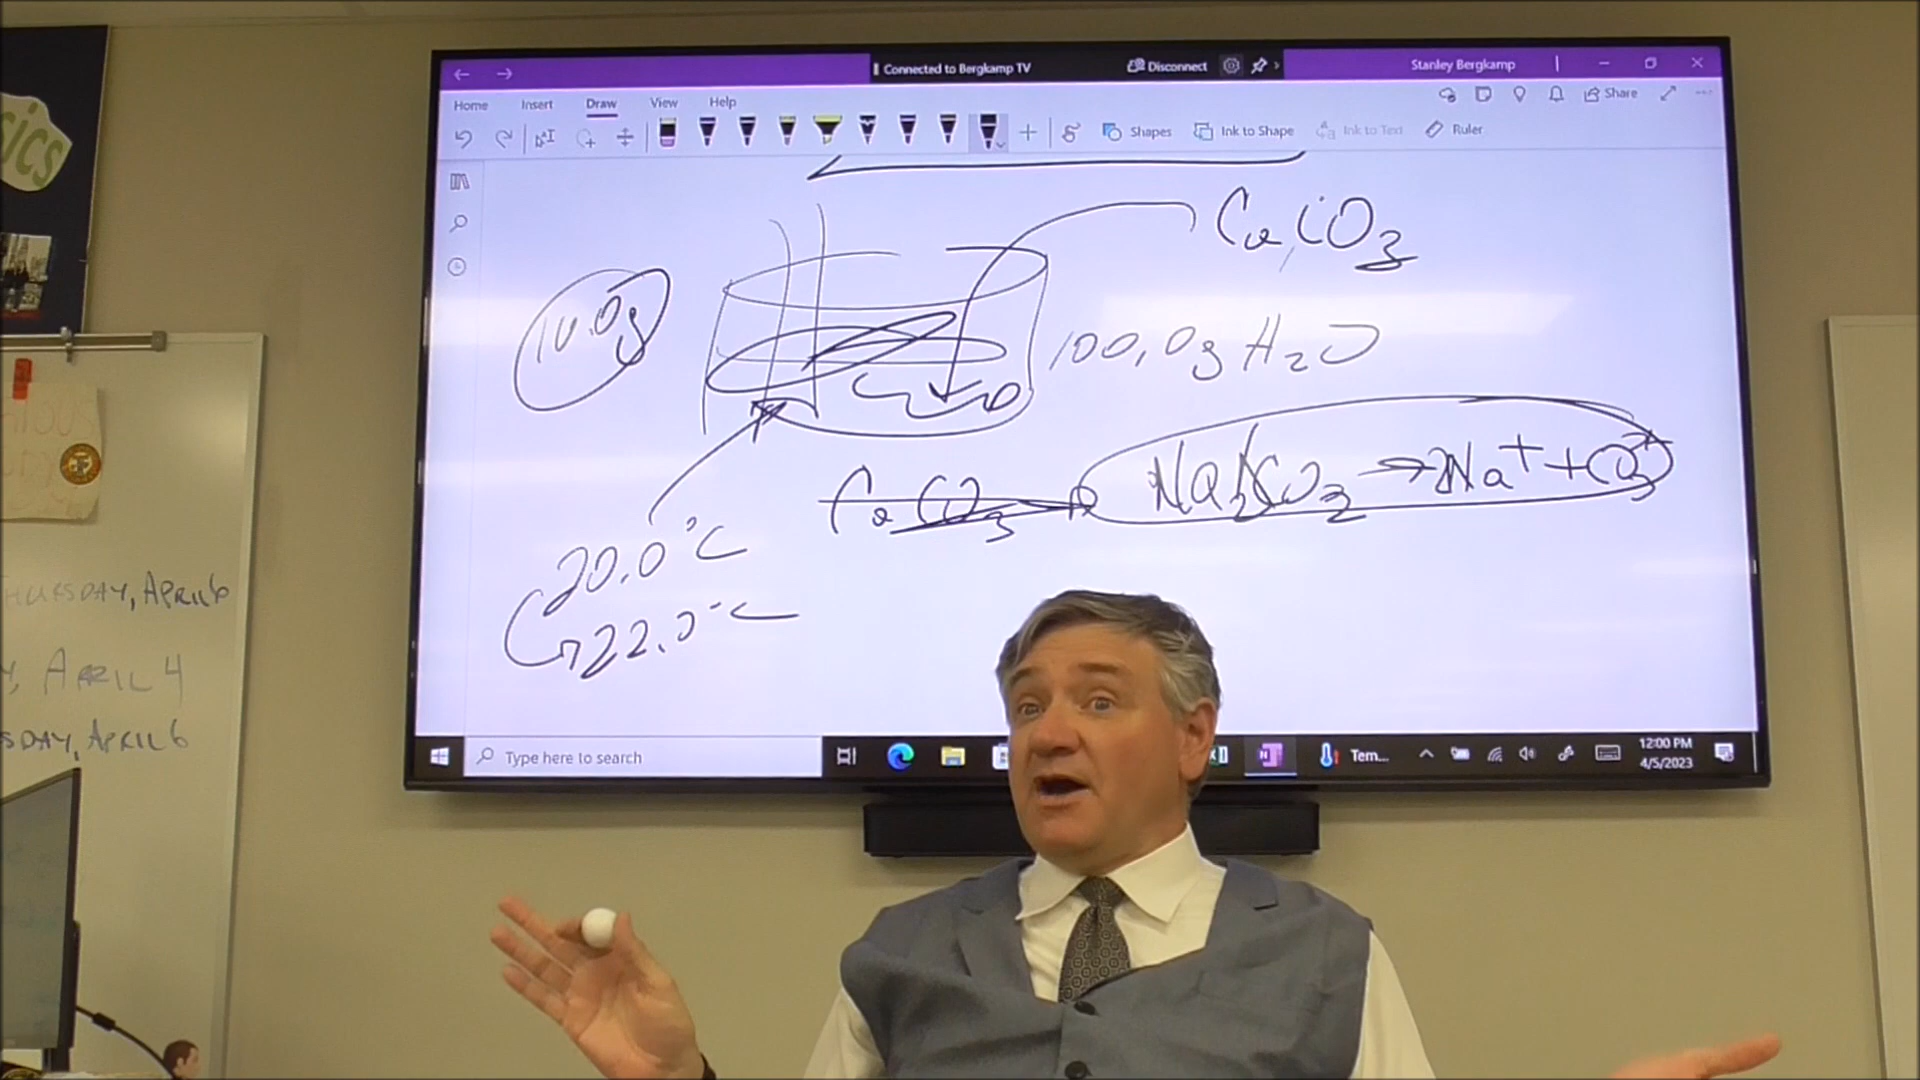 sics
Connected to Bergkamp TV
Disconnect
Stanley Bergkamp
Home Insert Draw View Help
Share
Shapes
Ink to Shape
Ink to Text
Ruler
CaCO3
10.0g
100.0g H2O
CaCO3
Na2CO3 → Na+ + CO3
20.0°C
22.0°C
THURSDAY, APRIL 6
Y, APRIL 4
SDAY, APRIL 6
Type here to search
Tem...
12:00 PM
4/5/2023